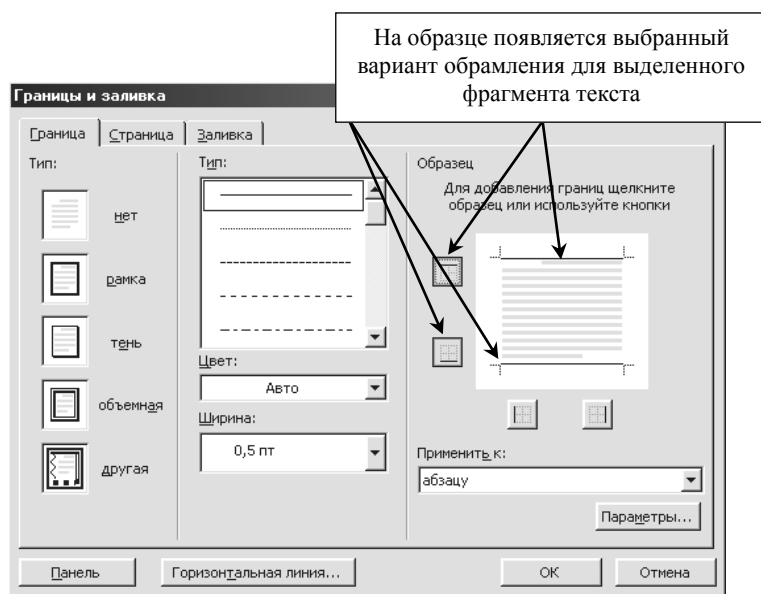 На образце появляется выбранный
вариант обрамления для выделенного
фрагмента текста
Границы и заливка
Граница
Страница
Заливка
Тип:
нет
рамка
тень
объемная
другая
Тип:
Цвет:
Авто
Ширина:
0,5 пт
Образец
Для добавления границ щелкните
образец или используйте кнопки
Применить к:
абзацу
Параметры...
Панель
Горизонтальная линия...
ОК
Отмена